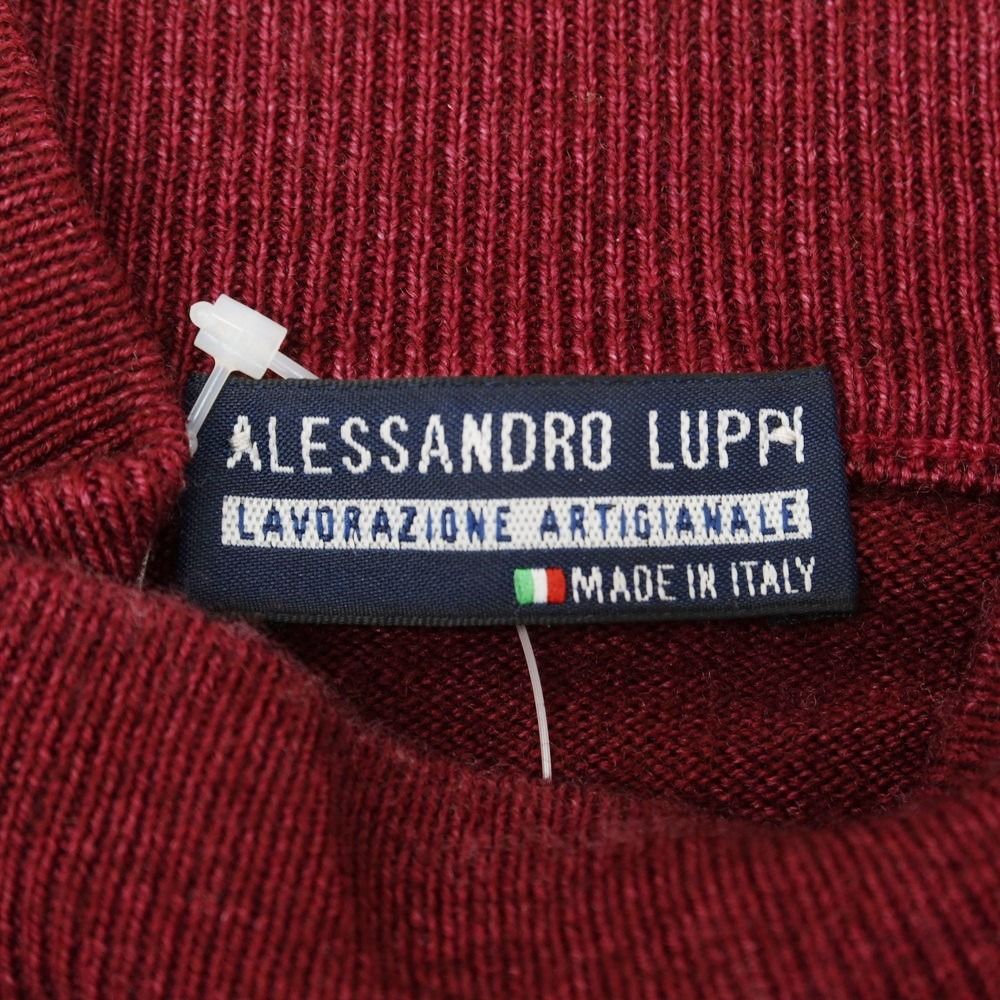 ALESSANDRO LUPPI
LAVORAZIONE ARTIGIANALE
MADE IN ITALY